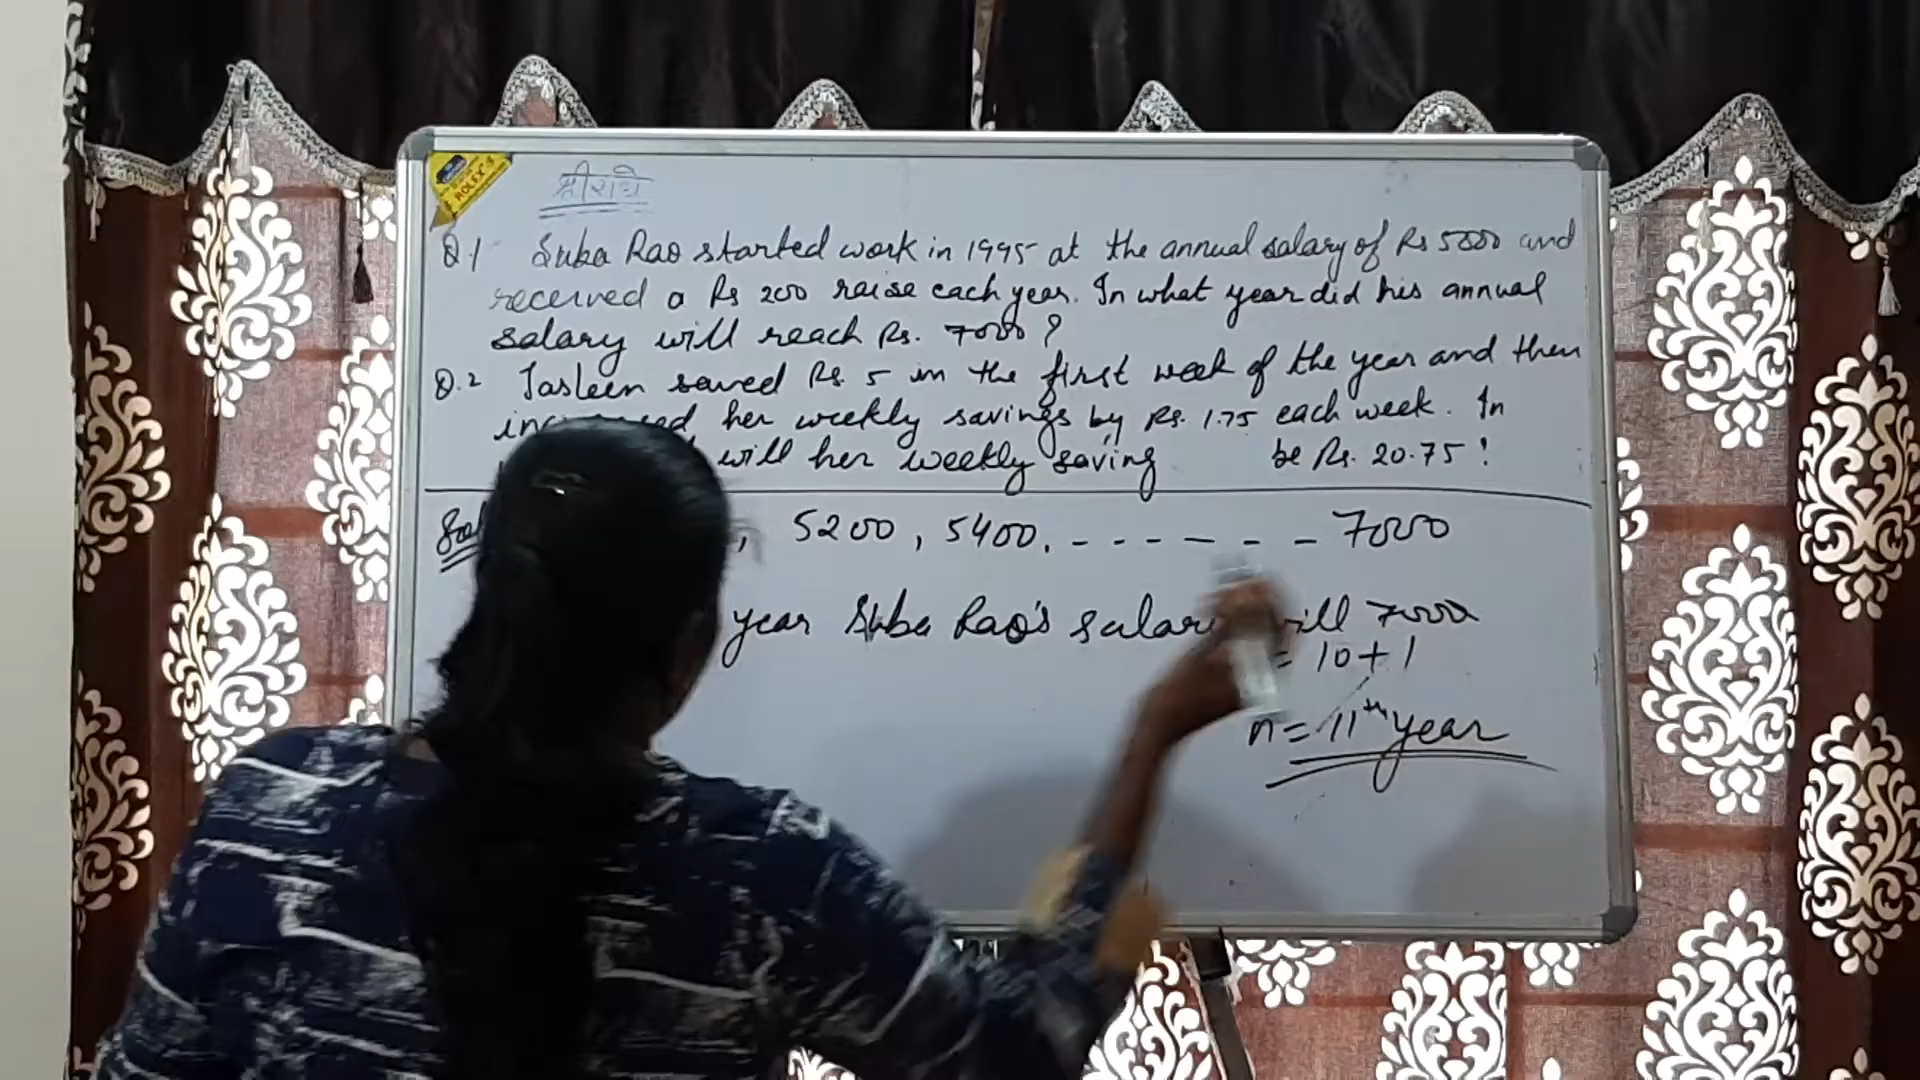 श्री राधे
ROLEX
Q.1 Suba Rao started work in 1995 at the annual salary of Rs 5000 and
received a Rs 200 raise each year. In what year did his annual
salary will reach Rs. 7000?
Q.2 Jasleen saved Rs. 5 in the first week of the year and then
her weekly savings by Rs. 1.75 each week. In
will her weekly saving be Rs. 20.75 ?
, 5200, 5400, - - - - - - - 7000
year Suba Rao's salary will 7000
= 10+1
n = 11th year